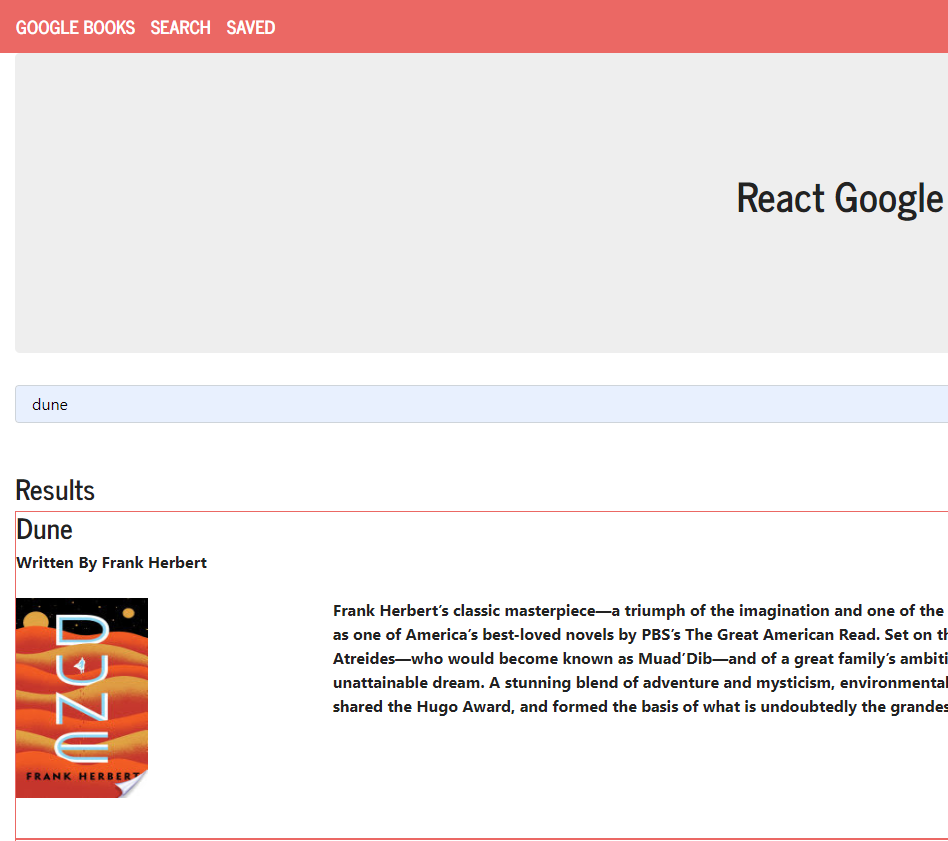 GOOGLE BOOKS SEARCH SAVED
React Google
dune
Results
Dune
Written By Frank Herbert
DUNE
FRANK HERBERT
Frank Herbert’s classic masterpiece—a triumph of the imagination and one of the
as one of America’s best-loved novels by PBS’s The Great American Read. Set on th
Atreides—who would become known as Muad’Dib—and of a great family’s ambiti
unattainable dream. A stunning blend of adventure and mysticism, environmental
shared the Hugo Award, and formed the basis of what is undoubtedly the grandes